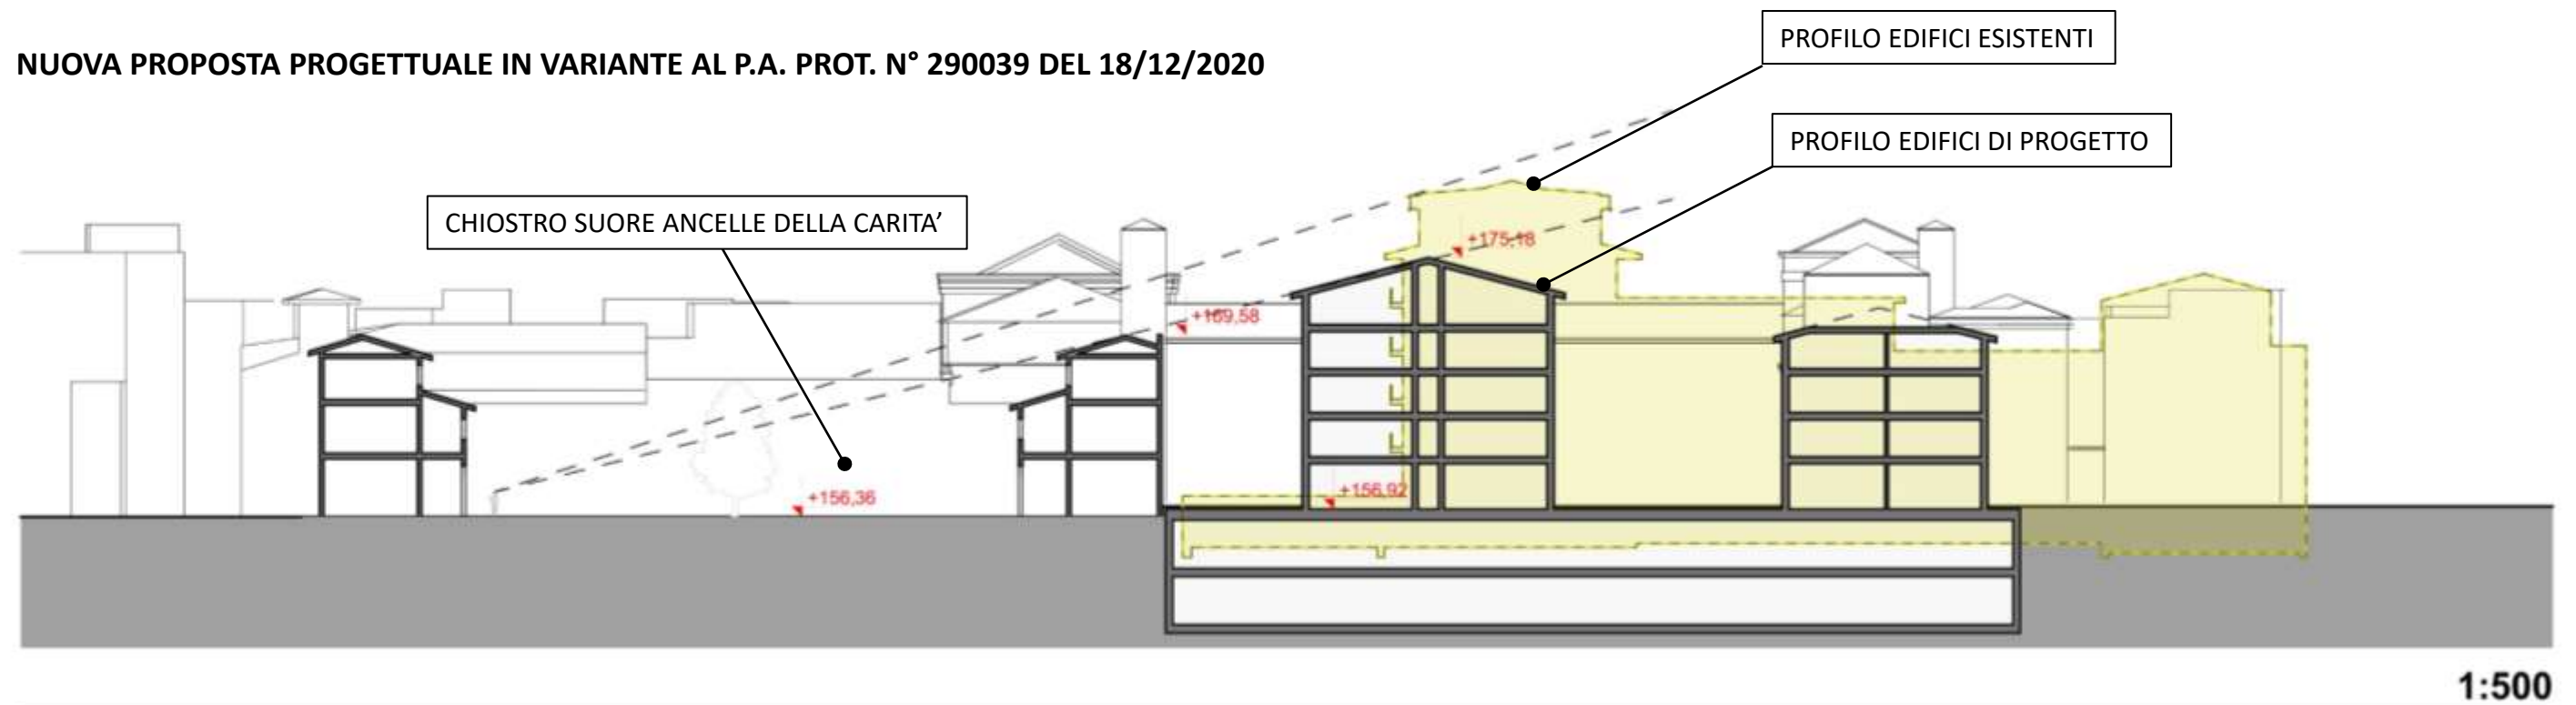 PROFILO EDIFICI ESISTENTI
NUOVA PROPOSTA PROGETTUALE IN VARIANTE AL P.A. PROT. N° 290039 DEL 18/12/2020
PROFILO EDIFICI DI PROGETTO
CHIOSTRO SUORE ANCELLE DELLA CARITA’
+175,18
+169,58
+156,92
+156,36
1:500